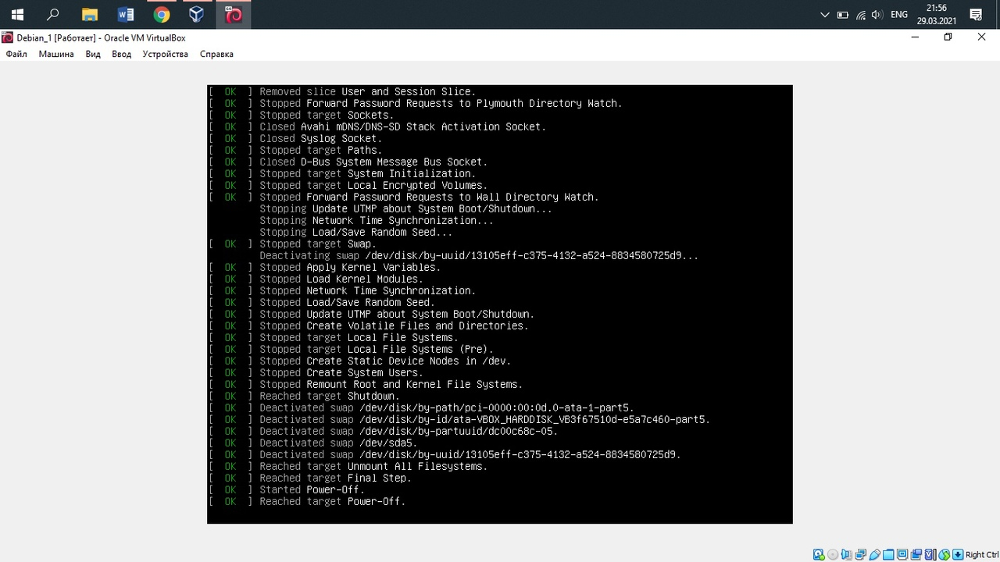 21:56
ENG
29.03.2021
Debian_1 [Работает] - Oracle VM VirtualBox
Файл Машина Вид Ввод Устройства Справка
[ OK ] Removed slice User and Session Slice.
[ OK ] Stopped Forward Password Requests to Plymouth Directory Watch.
[ OK ] Stopped target Sockets.
[ OK ] Closed Avahi mDNS/DNS-SD Stack Activation Socket.
[ OK ] Closed Syslog Socket.
[ OK ] Stopped target Paths.
[ OK ] Closed D-Bus System Message Bus Socket.
[ OK ] Stopped target System Initialization.
[ OK ] Stopped target Local Encrypted Volumes.
[ OK ] Stopped Forward Password Requests to Wall Directory Watch.
Stopping Update UTMP about System Boot/Shutdown...
Stopping Network Time Synchronization...
Stopping Load/Save Random Seed...
[ OK ] Stopped target Swap.
Deactivating swap /dev/disk/by-uuid/13105eff-c375-4132-a524-8834580725d9...
[ OK ] Stopped Apply Kernel Variables.
[ OK ] Stopped Load Kernel Modules.
[ OK ] Stopped Network Time Synchronization.
[ OK ] Stopped Load/Save Random Seed.
[ OK ] Stopped Update UTMP about System Boot/Shutdown.
[ OK ] Stopped Create Volatile Files and Directories.
[ OK ] Stopped target Local File Systems.
[ OK ] Stopped target Local File Systems (Pre).
[ OK ] Stopped Create Static Device Nodes in /dev.
[ OK ] Stopped Create System Users.
[ OK ] Stopped Remount Root and Kernel File Systems.
[ OK ] Reached target Shutdown.
[ OK ] Deactivated swap /dev/disk/by-path/pci-0000:00:0d.0-ata-1-part5.
[ OK ] Deactivated swap /dev/disk/by-id/ata-VBOX_HARDDISK_VB3f67510d-e5a7c460-part5.
[ OK ] Deactivated swap /dev/disk/by-partuuid/dc00c68c-05.
[ OK ] Deactivated swap /dev/sda5.
[ OK ] Deactivated swap /dev/disk/by-uuid/13105eff-c375-4132-a524-8834580725d9.
[ OK ] Reached target Unmount All Filesystems.
[ OK ] Reached target Final Step.
[ OK ] Started Power-Off.
[ OK ] Reached target Power-Off.
Right Ctrl